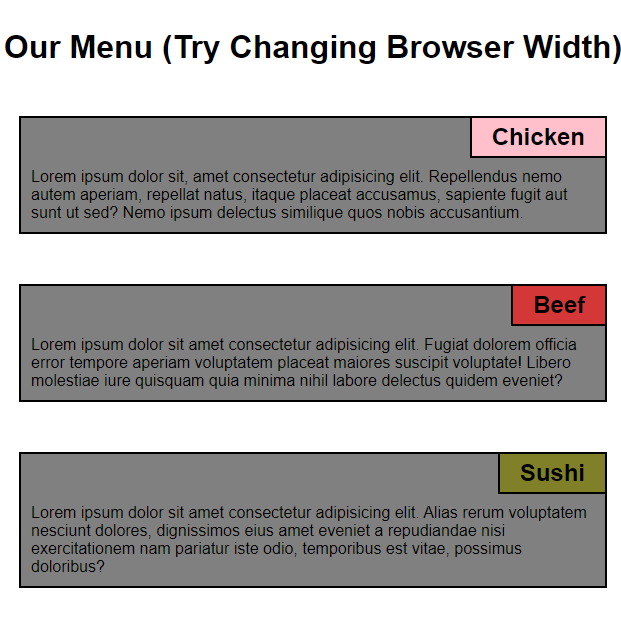 Our Menu (Try Changing Browser Width)
Chicken
Lorem ipsum dolor sit, amet consectetur adipisicing elit. Repellendus nemo
autem aperiam, repellat natus, itaque placeat accusamus, sapiente fugit aut
sunt ut sed? Nemo ipsum delectus similique quos nobis accusantium.
Beef
Lorem ipsum dolor sit amet consectetur adipisicing elit. Fugiat dolorem officia
error tempore aperiam voluptatem placeat maiores suscipit voluptate! Libero
molestiae iure quisquam quia minima nihil labore delectus quidem eveniet?
Sushi
Lorem ipsum dolor sit amet consectetur adipisicing elit. Alias rerum voluptatem
nesciunt dolores, dignissimos eius amet eveniet a repudiandae nisi
exercitationem nam pariatur iste odio, temporibus est vitae, possimus
doloribus?